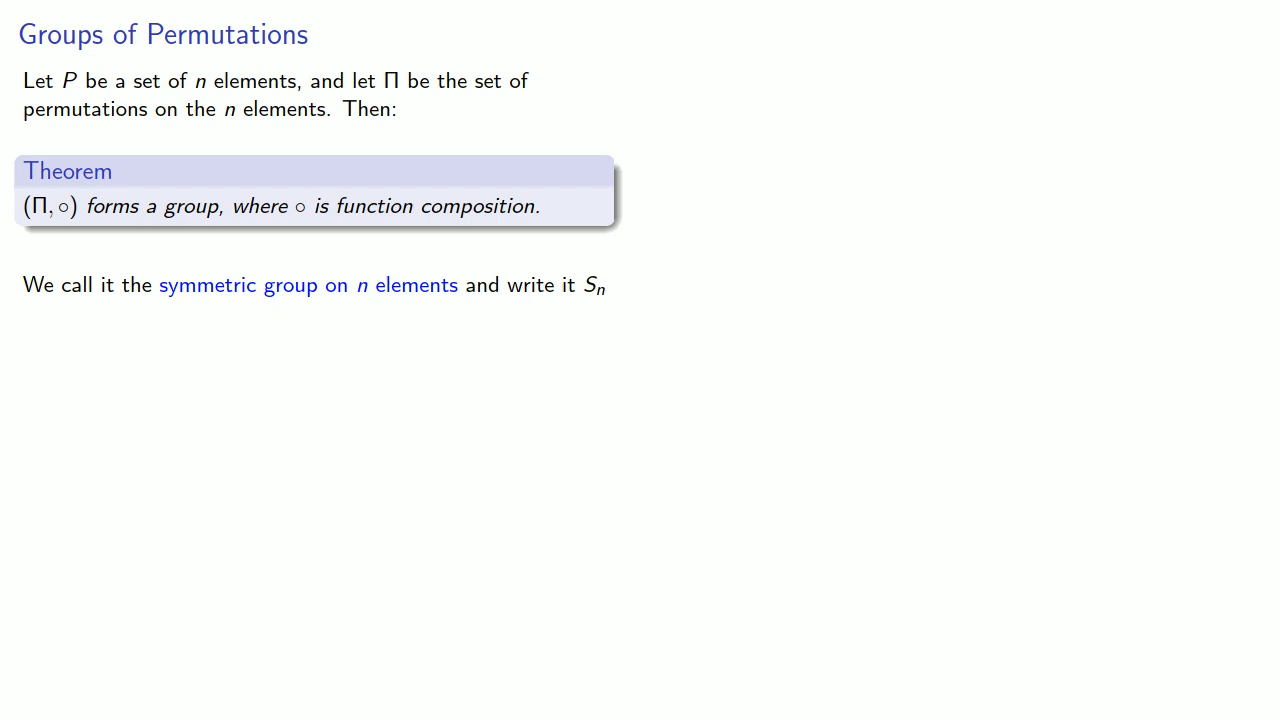 Groups of Permutations
Let P be a set of n elements, and let Π be the set of
permutations on the n elements. Then:
Theorem
(Π, ∘) forms a group, where ∘ is function composition.
We call it the symmetric group on n elements and write it Sₙ